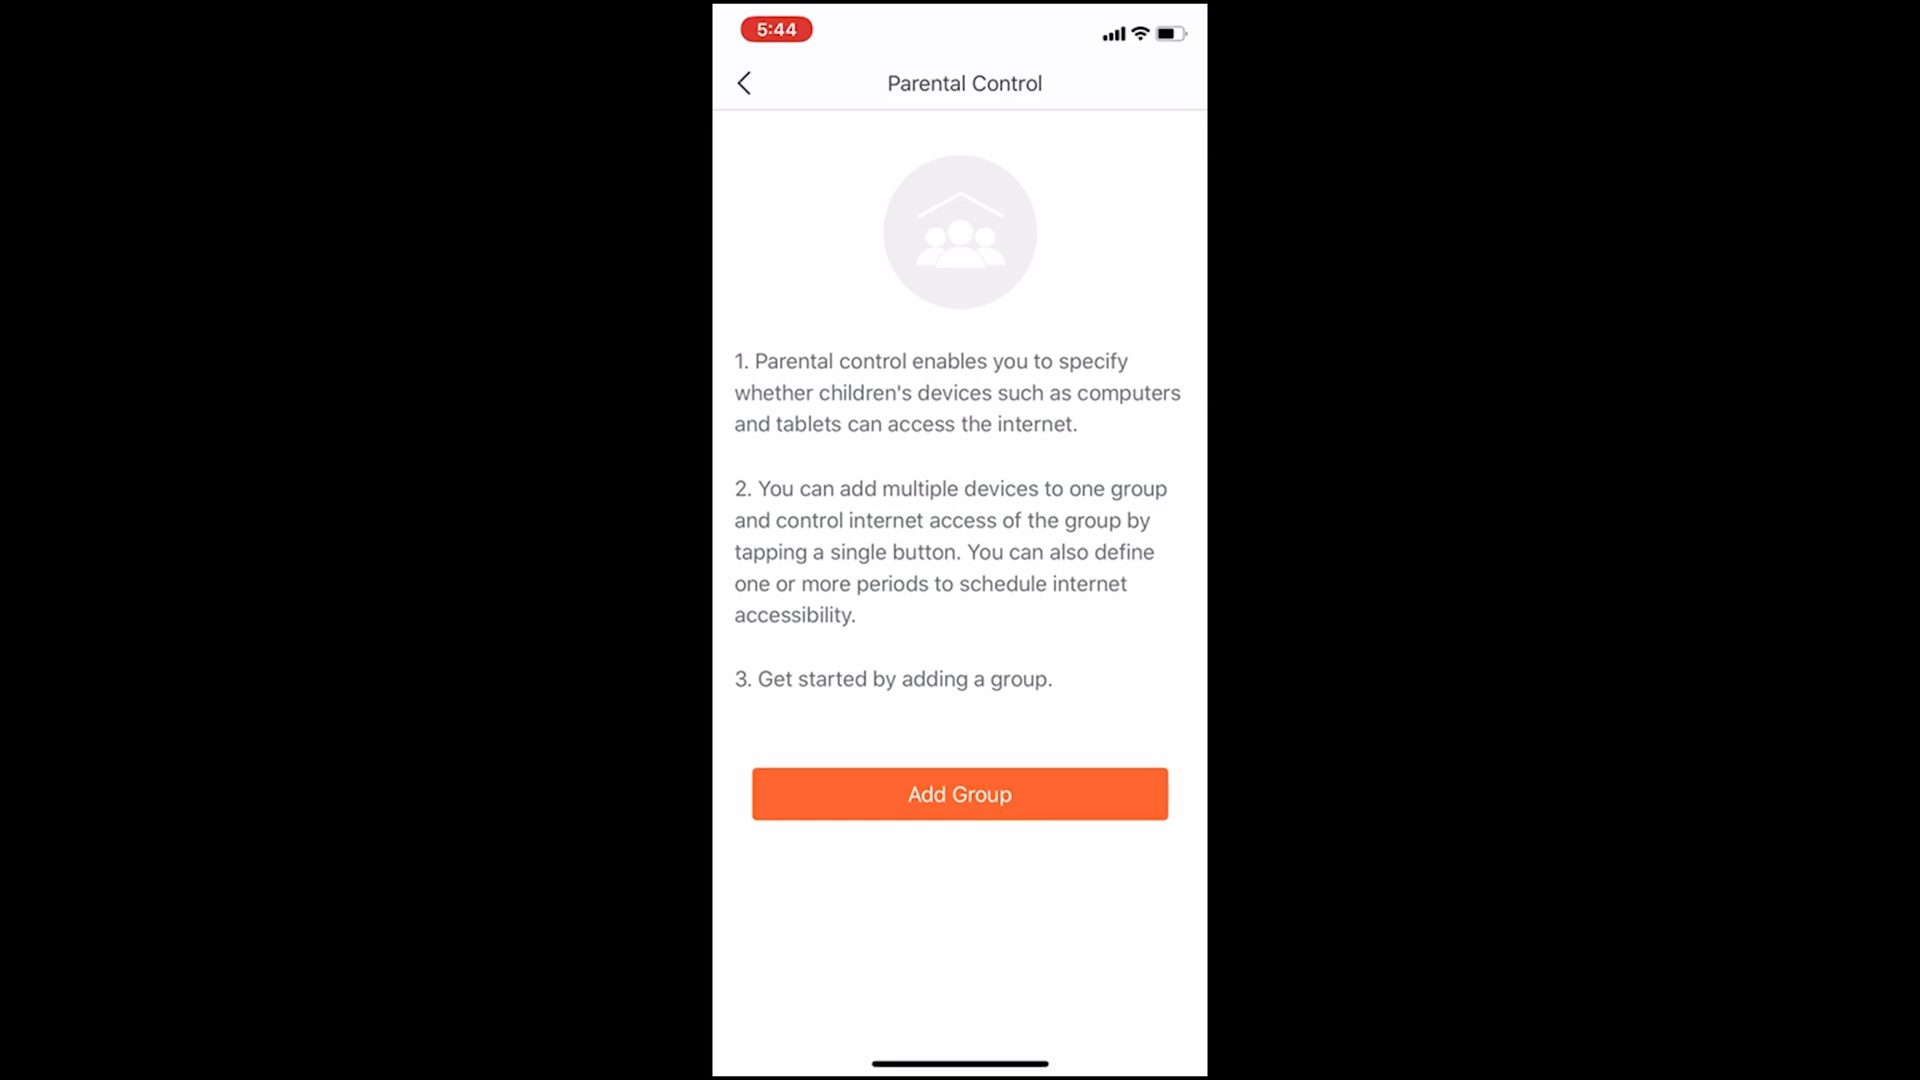 5:44
Parental Control
1. Parental control enables you to specify
whether children's devices such as computers
and tablets can access the internet.
2. You can add multiple devices to one group
and control internet access of the group by
tapping a single button. You can also define
one or more periods to schedule internet
accessibility.
3. Get started by adding a group.
Add Group